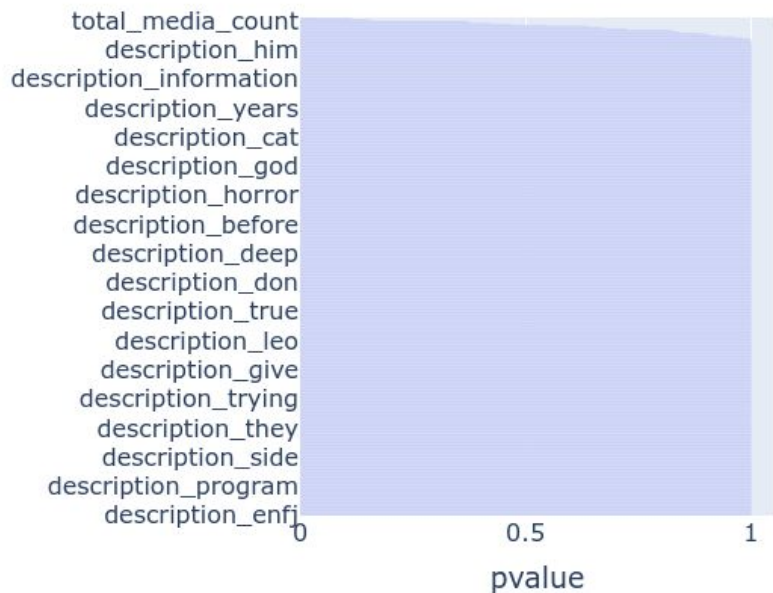 total_media_count
description_him
description_information
description_years
description_cat
description_god
description_horror
description_before
description_deep
description_don
description_true
description_leo
description_give
description_trying
description_they
description_side
description_program
description_enfj
0 0.5 1
pvalue